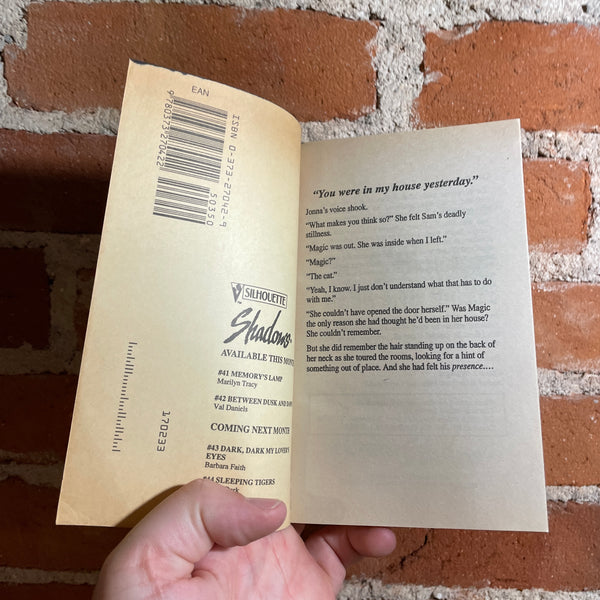 EAN
ISBN 0-373-27042-9
9780373270422
50350
SILHOUETTE
Shadows
AVAILABLE THIS MONTH
#41 MEMORY'S LAMP
Marilyn Tracy
#42 BETWEEN DUSK AND
Val Daniels
COMING NEXT MONTH
#43 DARK, DARK MY LOVER'S
EYES
Barbara Faith
SLEEPING TIGERS
170233
"You were in my house yesterday."
Jonna's voice shook.
"What makes you think so?" She felt Sam's deadly
stillness.
"Magic was out. She was inside when I left."
"Magic?"
"The cat."
"Yeah, I know. I just don't understand what that has to do
with me."
"She couldn't have opened the door herself." Was Magic
the only reason she had thought he'd been in her house?
She couldn't remember.
But she did remember the hair standing up on the back of
her neck as she toured the rooms, looking for a hint of
something out of place. And she had felt his presence....